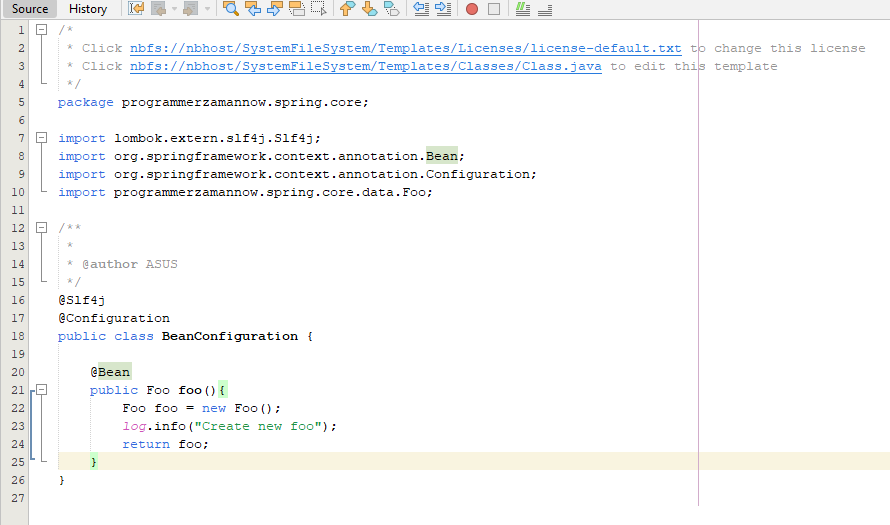 Source History
1 /*
2 * Click nbfs://nbhost/SystemFileSystem/Templates/Licenses/license-default.txt to change this license
3 * Click nbfs://nbhost/SystemFileSystem/Templates/Classes/Class.java to edit this template
4 */
5 package programmerzamannow.spring.core;
6
7 import lombok.extern.slf4j.Slf4j;
8 import org.springframework.context.annotation.Bean;
9 import org.springframework.context.annotation.Configuration;
10 import programmerzamannow.spring.core.data.Foo;
11
12 /**
13 *
14 * @author ASUS
15 */
16 @Slf4j
17 @Configuration
18 public class BeanConfiguration {
19
20 @Bean
21 public Foo foo(){
22 Foo foo = new Foo();
23 log.info("Create new foo");
24 return foo;
25 }
26 }
27